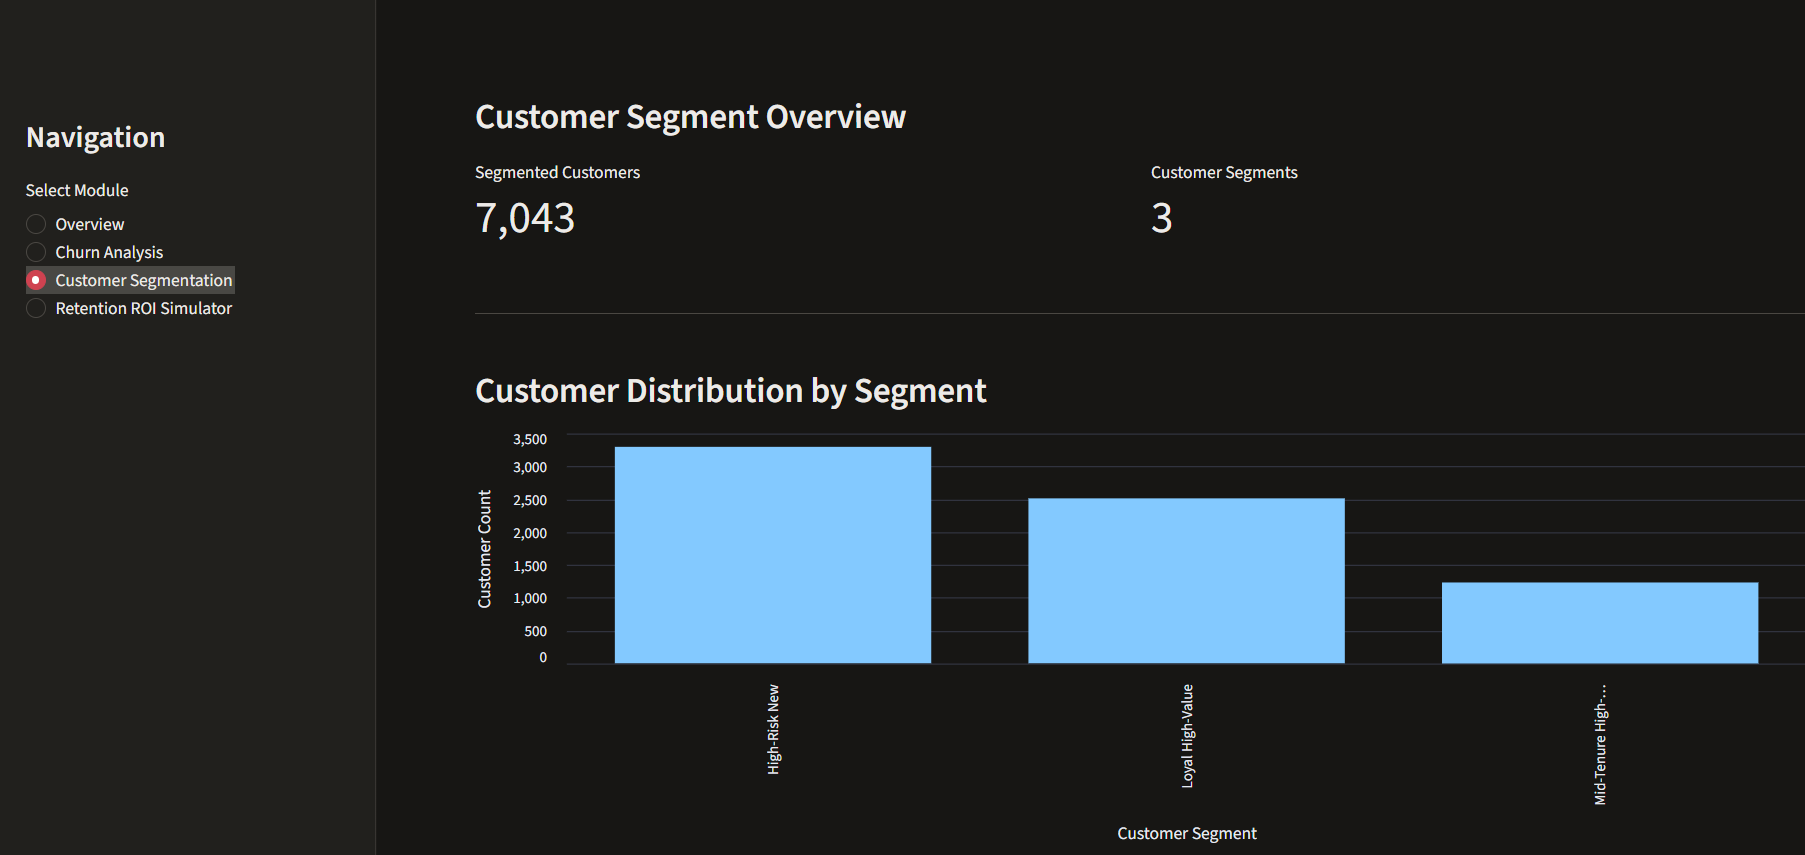 Navigation
Select Module
Overview
Churn Analysis
Customer Segmentation
Retention ROI Simulator
Customer Segment Overview
Segmented Customers
7,043
Customer Segments
3
Customer Distribution by Segment
Customer Count
3,500
3,000
2,500
2,000
1,500
1,000
500
0
High-Risk New
Loyal High-Value
Mid-Tenure High-…
Customer Segment